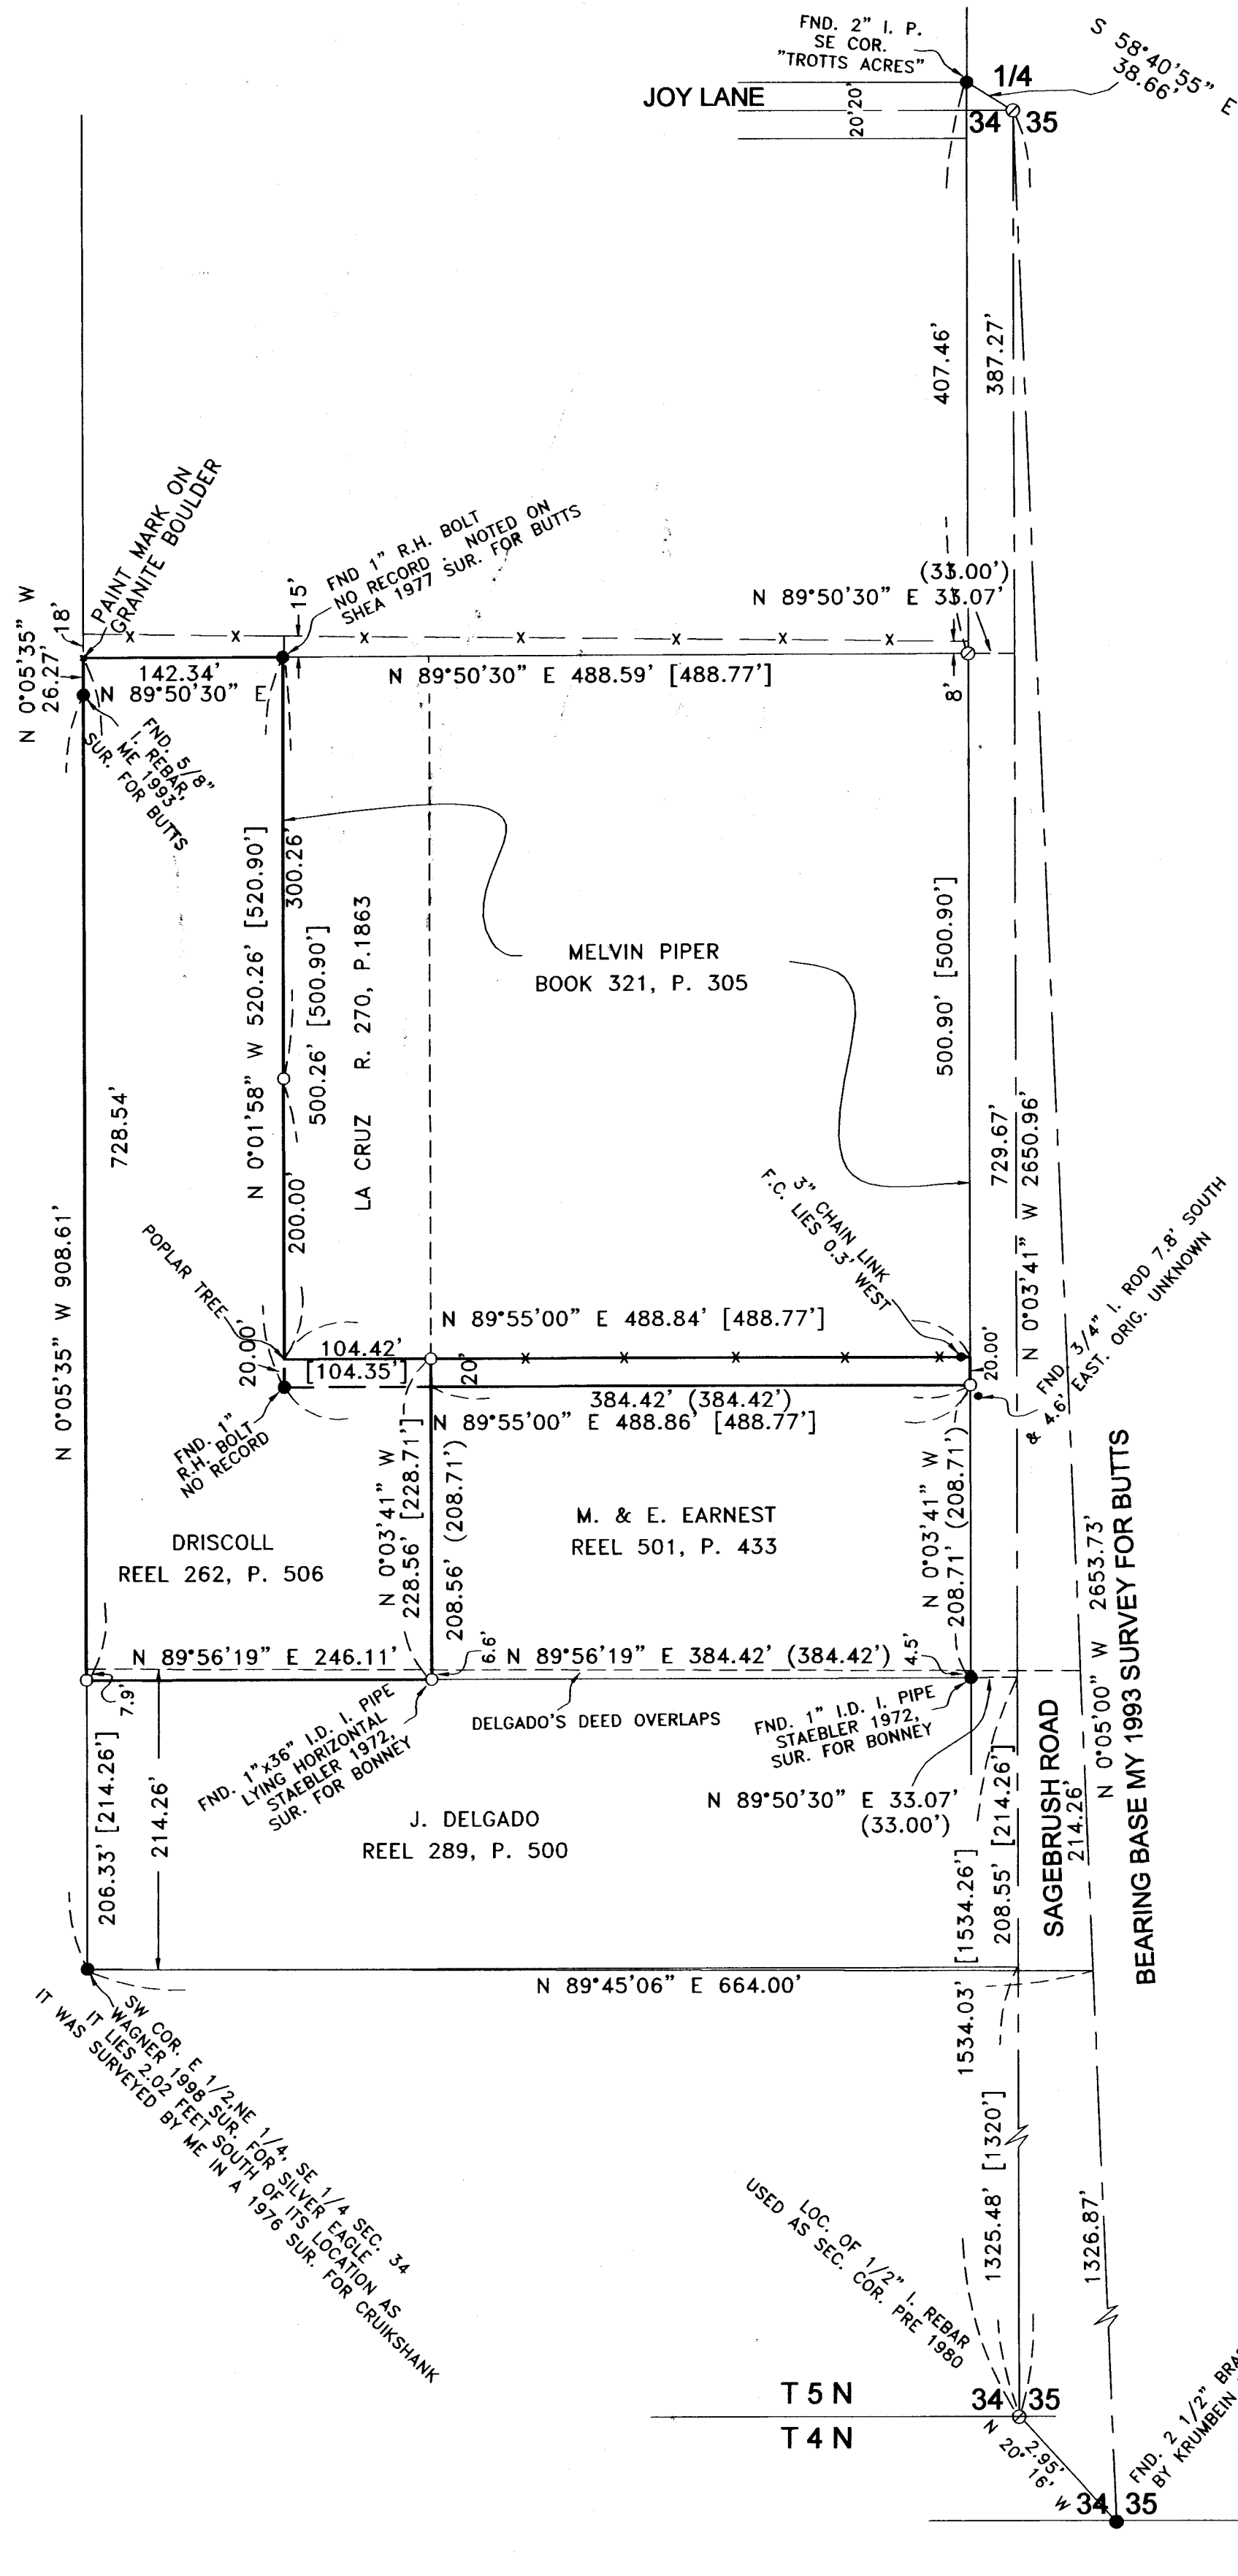 FND. 2" I. P.
SE COR.
"TROTTS ACRES"
1/4
S 58°40'55" E
38.66'
JOY LANE
20'20'
34
35
407.46'
387.27'
PAINT MARK ON
GRANITE BOULDER
FND 1" R.H. BOLT
NO RECORD . NOTED ON
SHEA 1977 SUR. FOR BUTTS
(33.00')
N 89°50'30" E 33.07'
N 0°05'35" W
26.27'
18'
15'
142.34'
N 89°50'30" E
N 89°50'30" E 488.59' [488.77']
8'
FND. 5/8"
I. REBAR,
ME 1993
SUR. FOR BUTTS
N 0°01'58" W 520.26' [520.90']
300.26'
500.26' [500.90']
LA CRUZ R. 270, P.1863
MELVIN PIPER
BOOK 321, P. 305
500.90' [500.90']
728.54'
N 0°05'35" W 908.61'
200.00'
729.67'
N 0°03'41" W 2650.96'
3" CHAIN LINK
F.C. LIES 0.3' WEST
POPLAR TREE
N 89°55'00" E 488.84' [488.77']
FND. 3/4" I. ROD 7.8' SOUTH
& 4.6' EAST. ORIG. UNKNOWN
20.00'
104.42'
[104.35']
20'
20.00'
384.42' (384.42')
N 89°55'00" E 488.86' [488.77']
FND. 1"
R.H. BOLT
NO RECORD
N 0°03'41" W
228.56' [228.71']
208.56' (208.71')
M. & E. EARNEST
REEL 501, P. 433
N 0°03'41" W
208.71' (208.71')
DRISCOLL
REEL 262, P. 506
N 89°56'19" E 246.11'
6.6'
N 89°56'19" E 384.42' (384.42')
4.5'
7.9'
FND. 1"x36" I.D. I. PIPE
LYING HORIZONTAL
STAEBLER 1972,
SUR. FOR BONNEY
DELGADO'S DEED OVERLAPS
FND. 1" I.D. I. PIPE
STAEBLER 1972,
SUR. FOR BONNEY
N 89°50'30" E 33.07'
(33.00')
206.33' [214.26']
214.26'
J. DELGADO
REEL 289, P. 500
208.55' [214.26']
SAGEBRUSH ROAD
214.26'
N 0°05'00" W 2653.73'
BEARING BASE MY 1993 SURVEY FOR BUTTS
1534.03' [1534.26']
N 89°45'06" E 664.00'
SW COR. E 1/2,NE 1/4, SE 1/4 SEC. 34
WAGNER 1998 SUR. FOR SILVER EAGLE
IT LIES 2.02 FEET SOUTH OF ITS LOCATION AS
IT WAS SURVEYED BY ME IN A 1976 SUR. FOR CRUIKSHANK
1325.48' [1320']
1326.87'
LOC. OF 1/2" I. REBAR
USED AS SEC. COR. PRE 1980
T 5 N
T 4 N
34
35
2.95'
N 20° 16' W
FND. 2 1/2"
BY KRUMBEIN
34
35